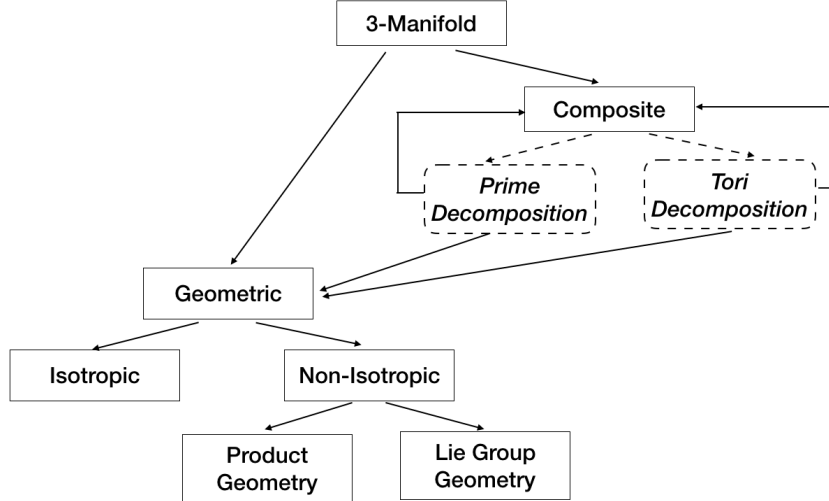 3-Manifold
Composite
Prime
Decomposition
Tori
Decomposition
Geometric
Isotropic
Non-Isotropic
Product
Geometry
Lie Group
Geometry